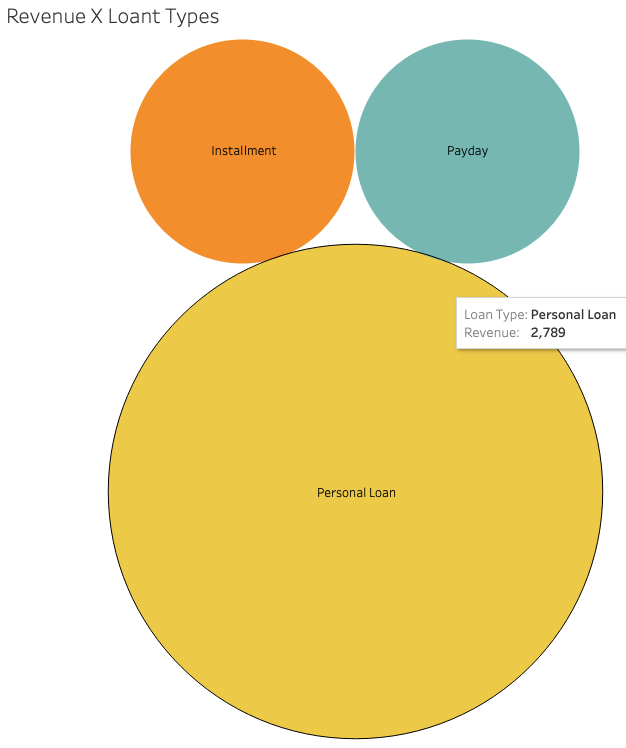 Revenue X Loant Types
Installment
Payday
Loan Type: Personal Loan
Revenue: 2,789
Personal Loan